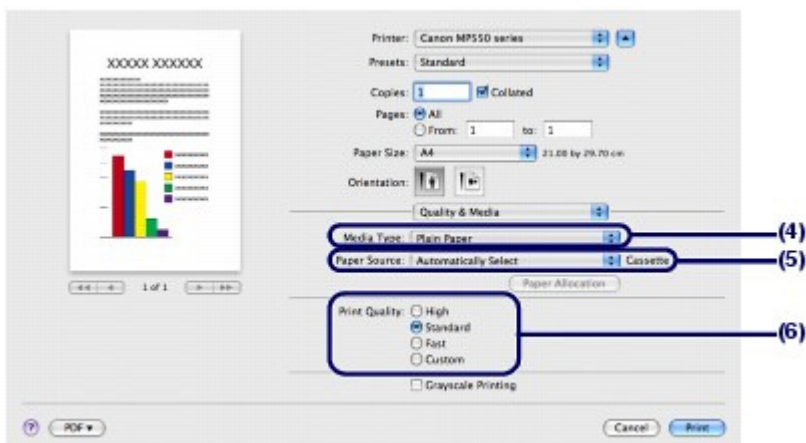 Printer: Canon MP550 series
Presets: Standard
XXXXX XXXXXX
Copies: 1 Collated
Pages: All
From: 1 to: 1
Paper Size: A4 21.00 by 29.70 cm
Orientation:
Quality & Media
Media Type: Plain Paper (4)
Paper Source: Automatically Select Cassette (5)
Paper Allocation
1 of 1
Print Quality: High
Standard (6)
Fast
Custom
Grayscale Printing
? PDF Cancel Print